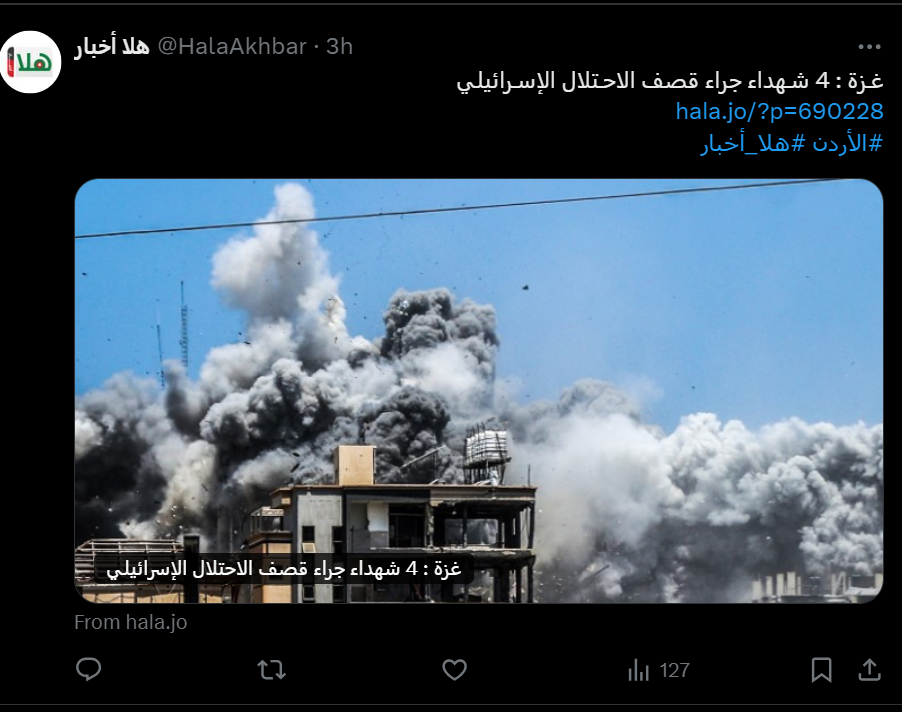 هلا أخبار @HalaAkhbar · 3h
هلا
غزة : 4 شهداء جراء قصف الاحتلال الإسرائيلي
hala.jo/?p=690228
#الأردن #هلا_أخبار
غزة : 4 شهداء جراء قصف الاحتلال الإسرائيلي
From hala.jo
127